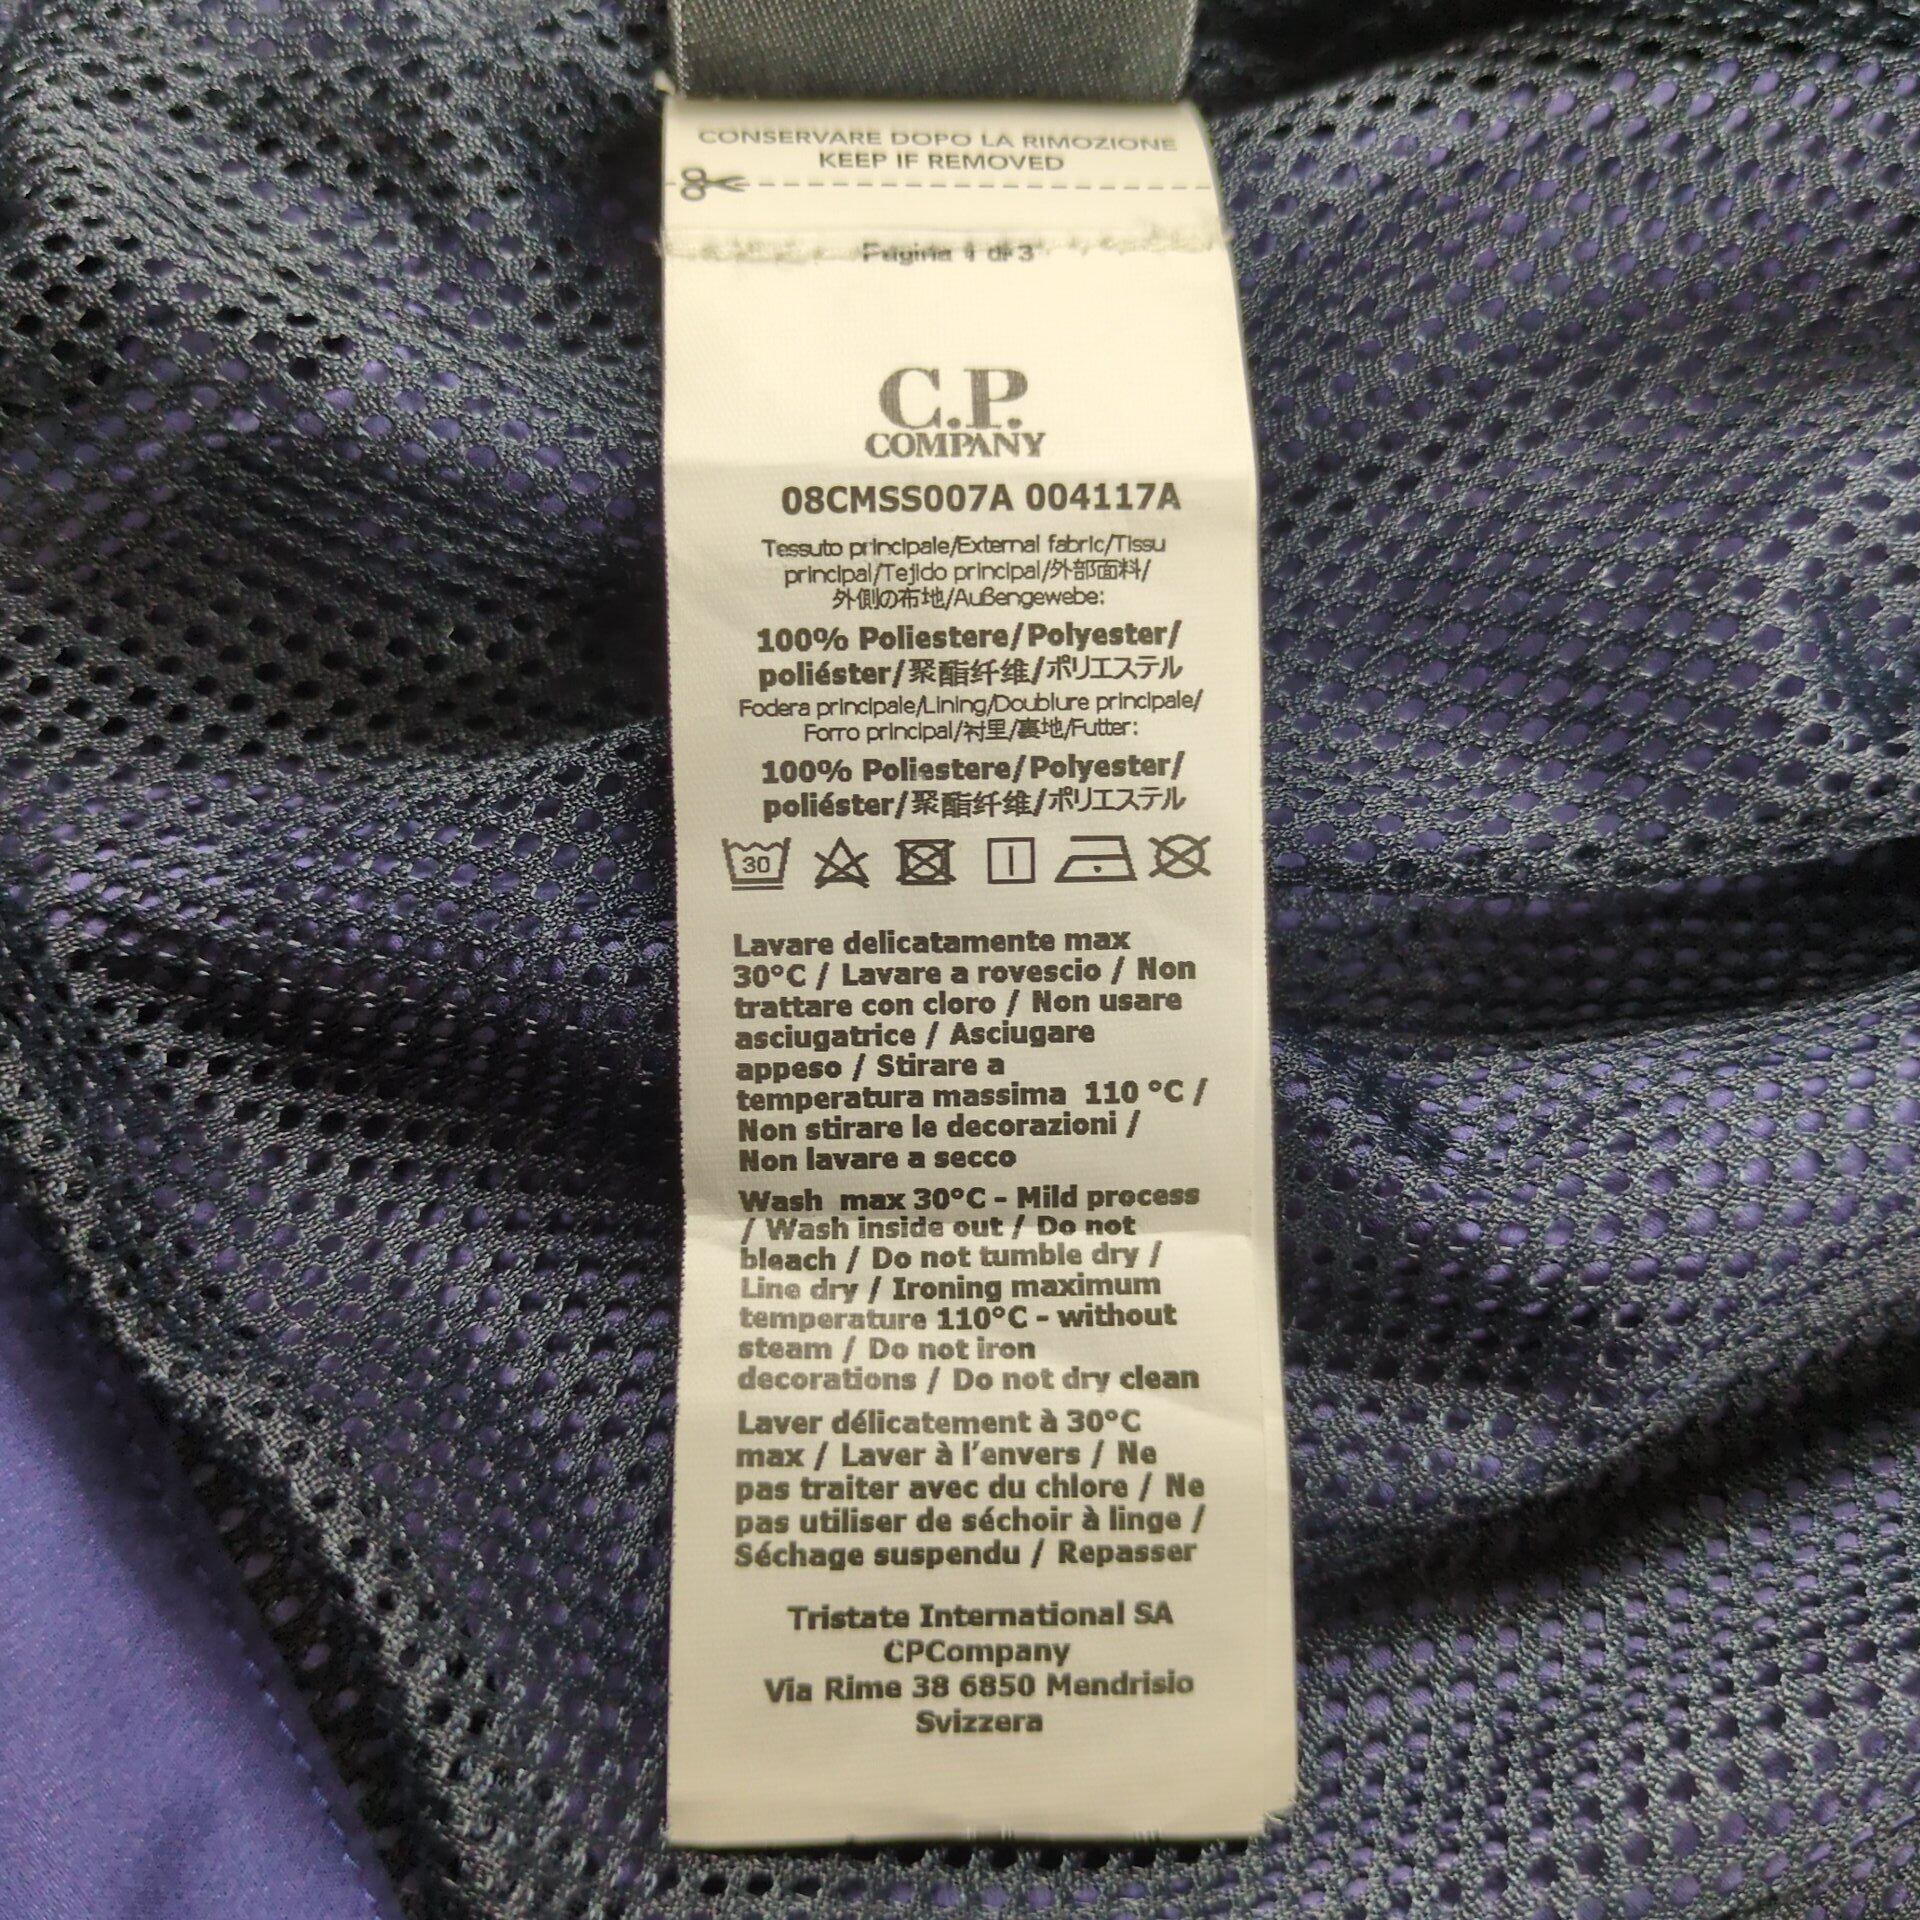 CONSERVARE DOPO LA RIMOZIONE
KEEP IF REMOVED
Pagina 1 di 3
C.P.
COMPANY
08CMSS007A 004117A
Tessuto principale/External fabric/Tissu
principal/Tejido principal/外部面料/
外側の布地/Außengewebe:
100% Poliestere/Polyester/
poliéster/聚酯纤维/ポリエステル
Fodera principale/Lining/Doublure principale/
Forro principal/衬里/裏地/Futter:
100% Poliestere/Polyester/
poliéster/聚酯纤维/ポリエステル
30
Lavare delicatamente max
30°C / Lavare a rovescio / Non
trattare con cloro / Non usare
asciugatrice / Asciugare
appeso / Stirare a
temperatura massima 110 °C /
Non stirare le decorazioni /
Non lavare a secco
Wash max 30°C - Mild process
/ Wash inside out / Do not
bleach / Do not tumble dry /
Line dry / Ironing maximum
temperature 110°C - without
steam / Do not iron
decorations / Do not dry clean
Laver délicatement à 30°C
max / Laver à l'envers / Ne
pas traiter avec du chlore / Ne
pas utiliser de séchoir à linge /
Séchage suspendu / Repasser
Tristate International SA
CPCompany
Via Rime 38 6850 Mendrisio
Svizzera